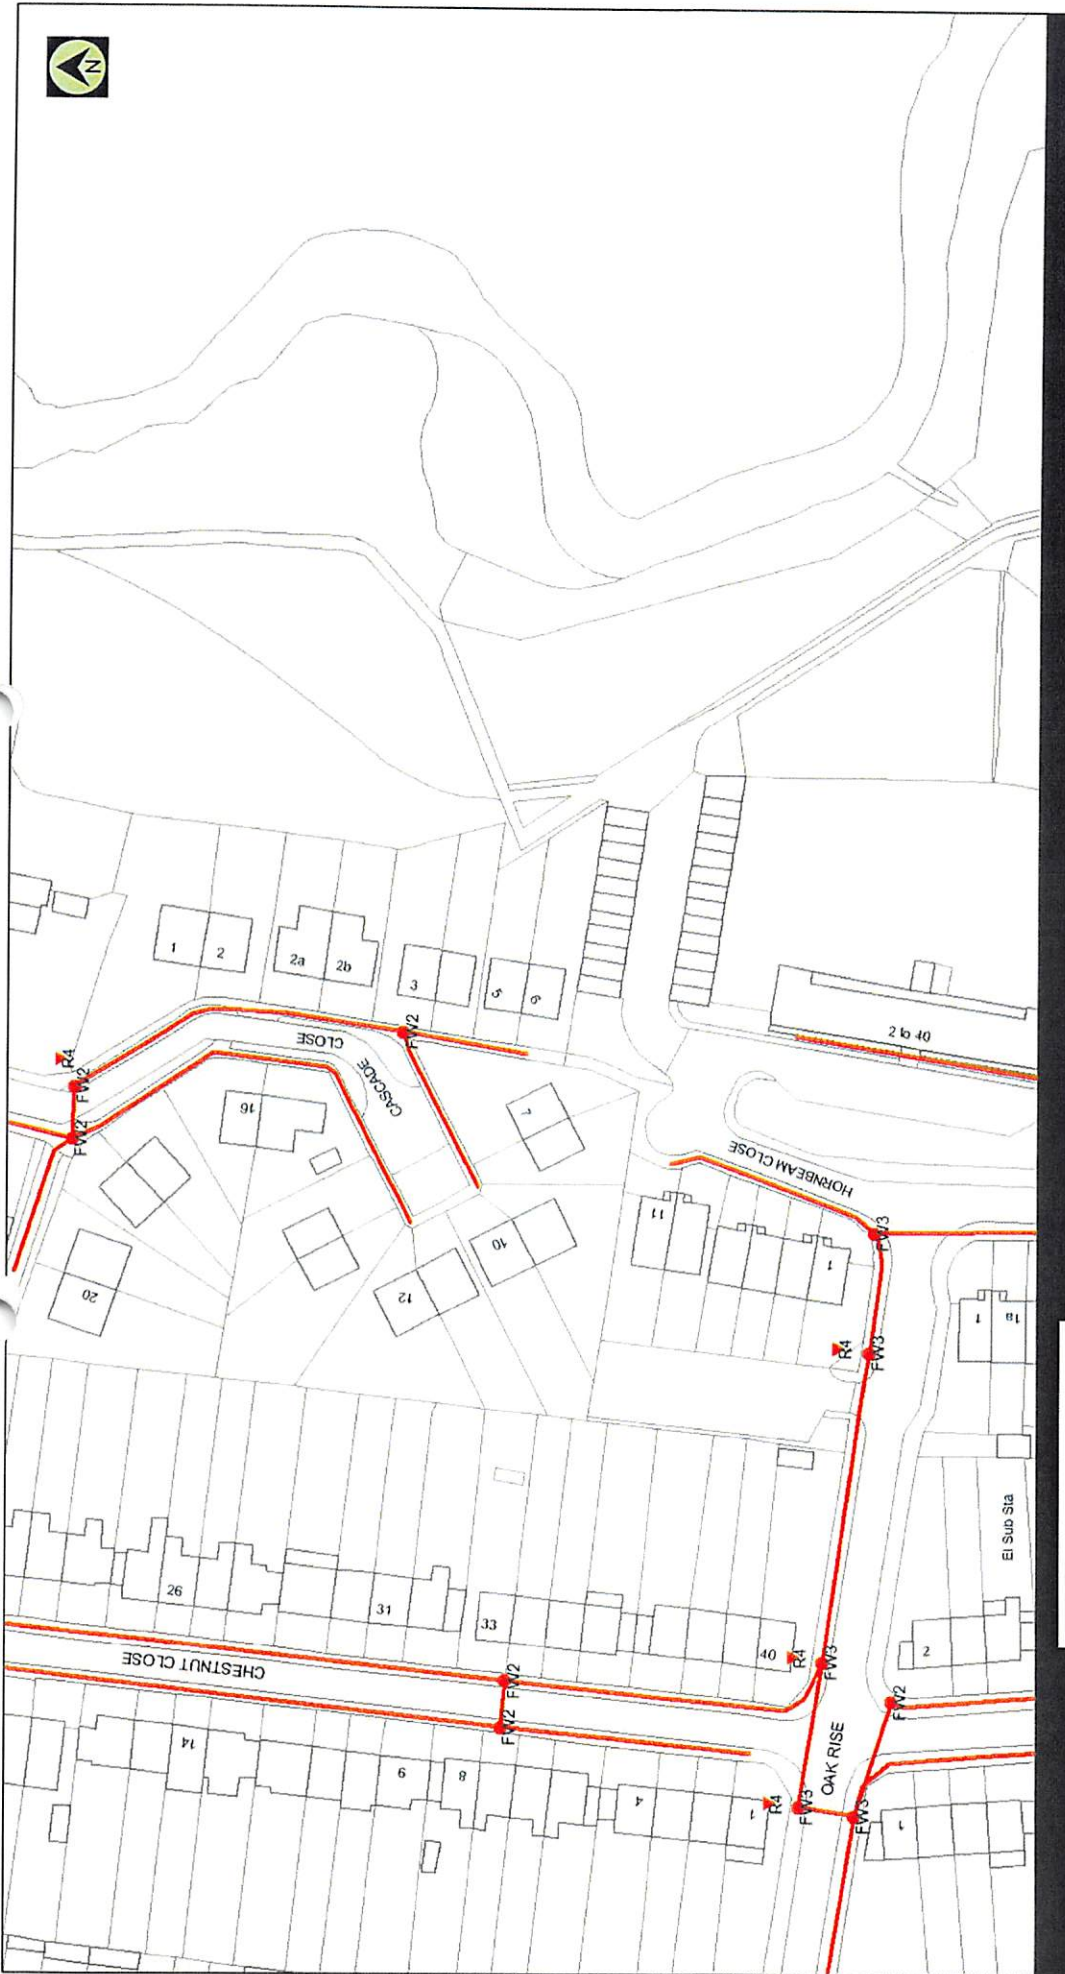 N
1
2
2a
2b
3
5
6
R4
FW2
FW2
FW2
CLOSE
CASCADE
16
7
2 to 40
HORNBEAM CLOSE
11
10
12
20
1
FW3
R4
FW3
1
1a
El Sub Sta
26
31
33
40
R4
FW3
2
CHESTNUT CLOSE
FW2
FW2
FW2
14
9
8
4
1
R4
FW3
OAK RISE
FW3
1